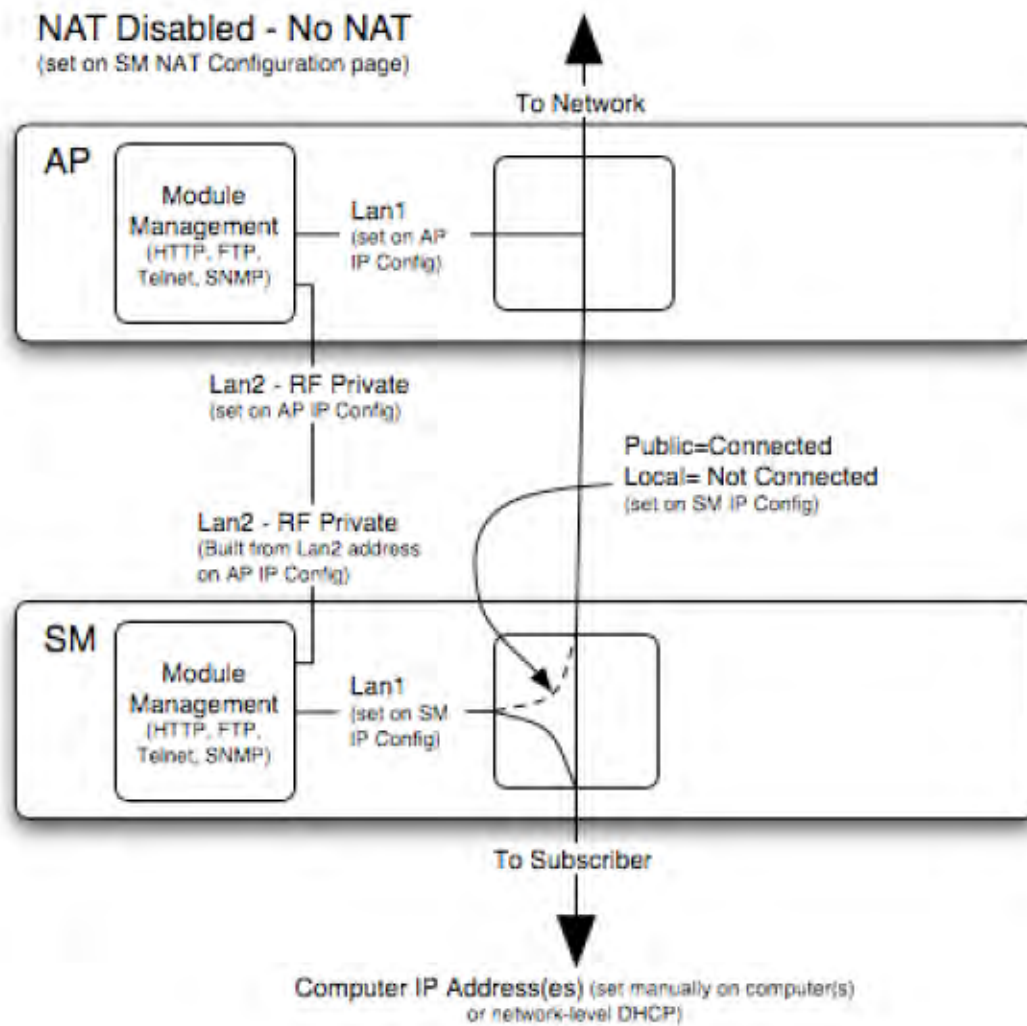 NAT Disabled - No NAT
(set on SM NAT Configuration page)
To Network
AP
Module
Management
(HTTP, FTP,
Telnet, SNMP)
Lan1
(set on AP
IP Config)
Lan2 - RF Private
(set on AP IP Config)
Public=Connected
Local= Not Connected
(set on SM IP Config)
Lan2 - RF Private
(Built from Lan2 address
on AP IP Config)
SM
Module
Management
(HTTP, FTP,
Telnet, SNMP)
Lan1
(set on SM
IP Config)
To Subscriber
Computer IP Address(es) (set manually on computer(s)
or network-level DHCP)